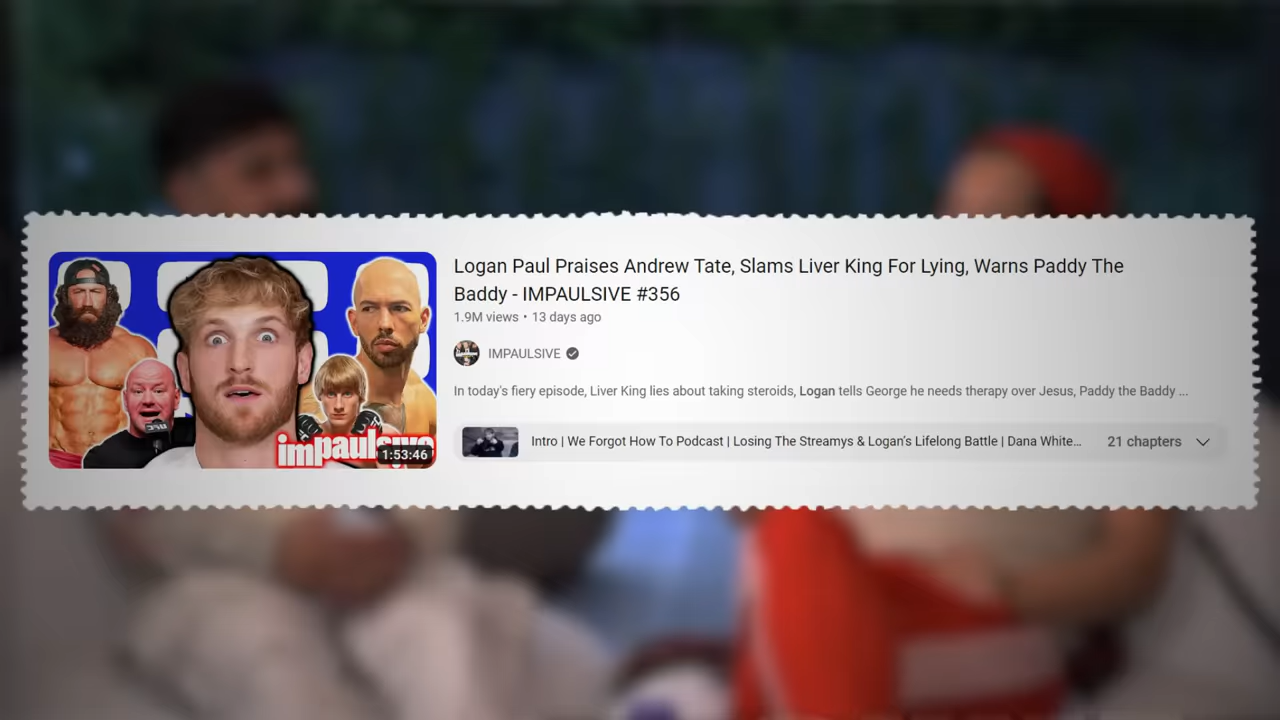 Logan Paul Praises Andrew Tate, Slams Liver King For Lying, Warns Paddy The
Baddy - IMPAULSIVE #356
1.9M views • 13 days ago
IMPAULSIVE
In today's fiery episode, Liver King lies about taking steroids, Logan tells George he needs therapy over Jesus, Paddy the Baddy ...
impaulsive
1:53:46
Intro | We Forgot How To Podcast | Losing The Streamys & Logan's Lifelong Battle | Dana White...
21 chapters